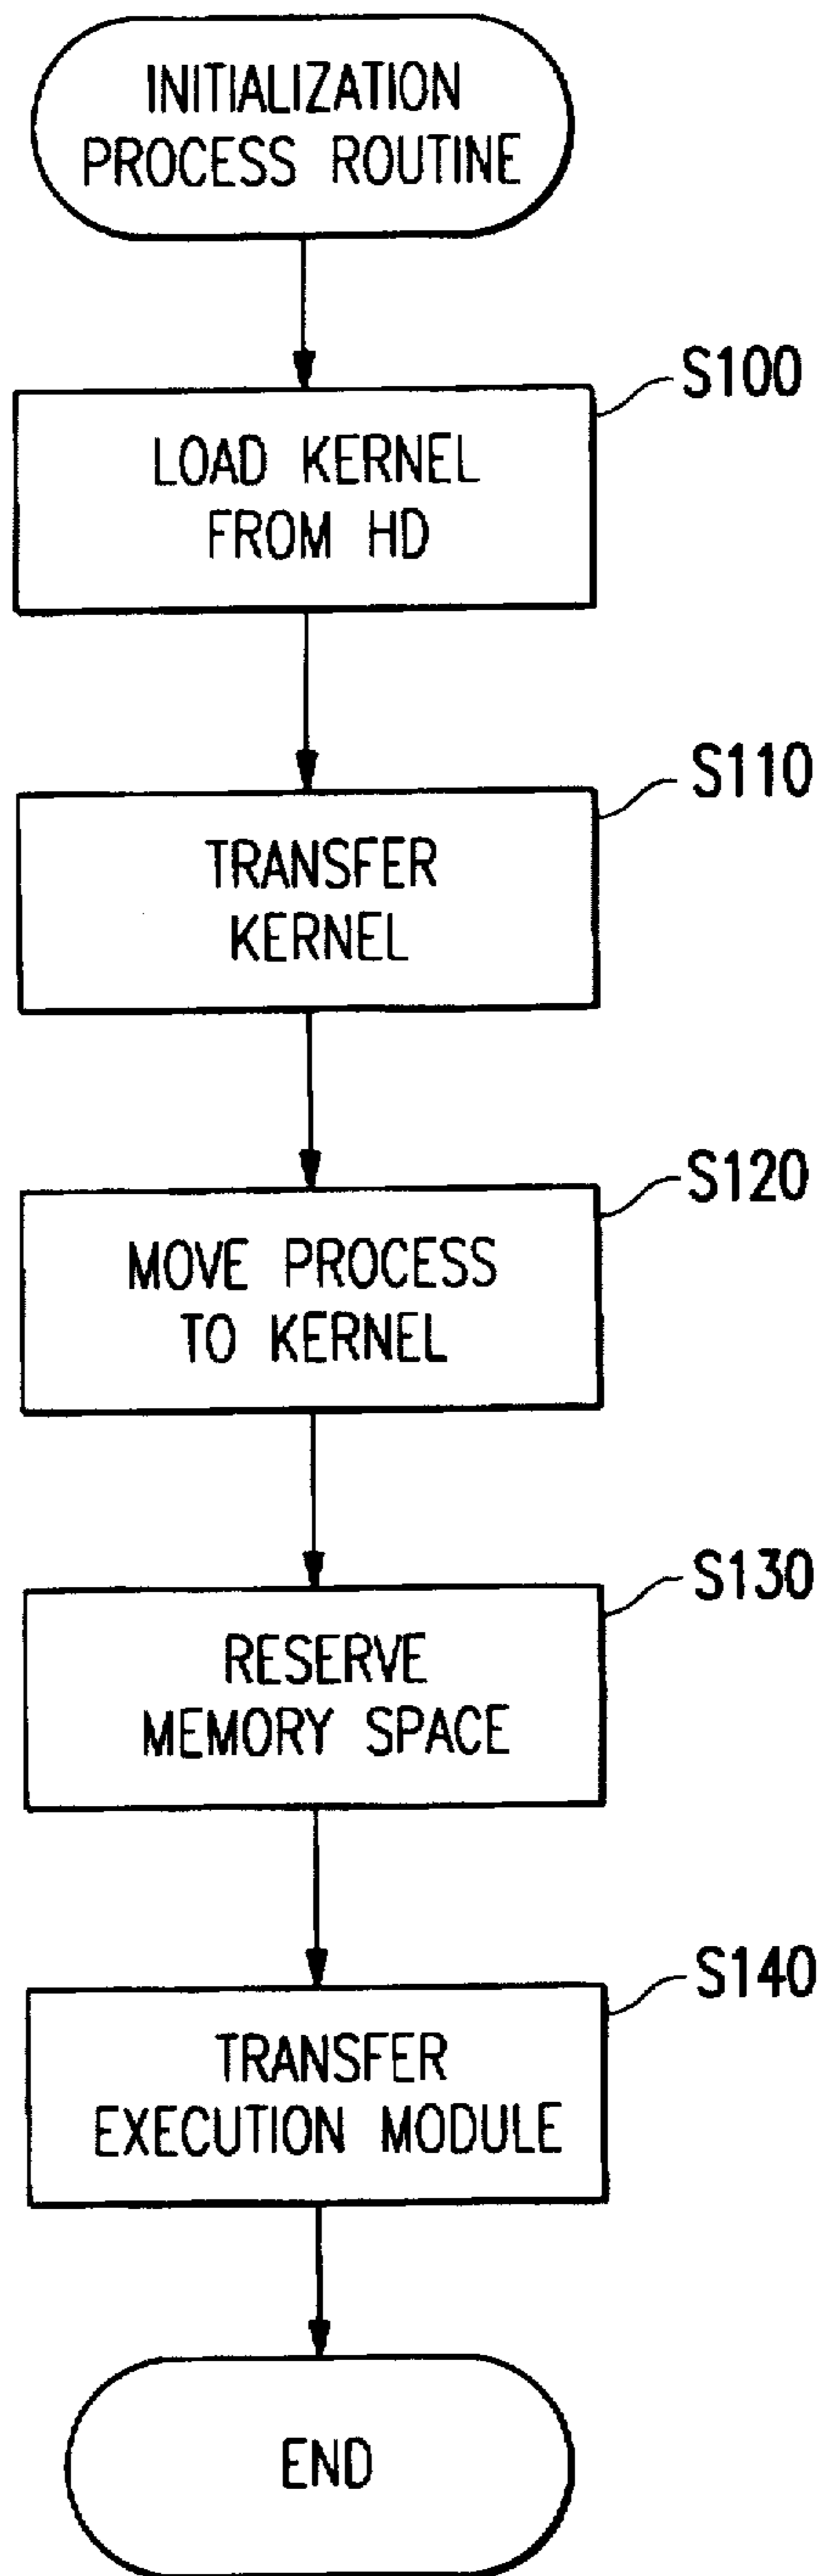 INITIALIZATION
PROCESS ROUTINE
S100
LOAD KERNEL
FROM HD
S110
TRANSFER
KERNEL
S120
MOVE PROCESS
TO KERNEL
S130
RESERVE
MEMORY SPACE
S140
TRANSFER
EXECUTION MODULE
END